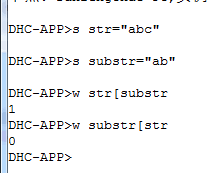 DHC-APP>s str="abc"
DHC-APP>s substr="ab"
DHC-APP>w str[substr
1
DHC-APP>w substr[str
0
DHC-APP>